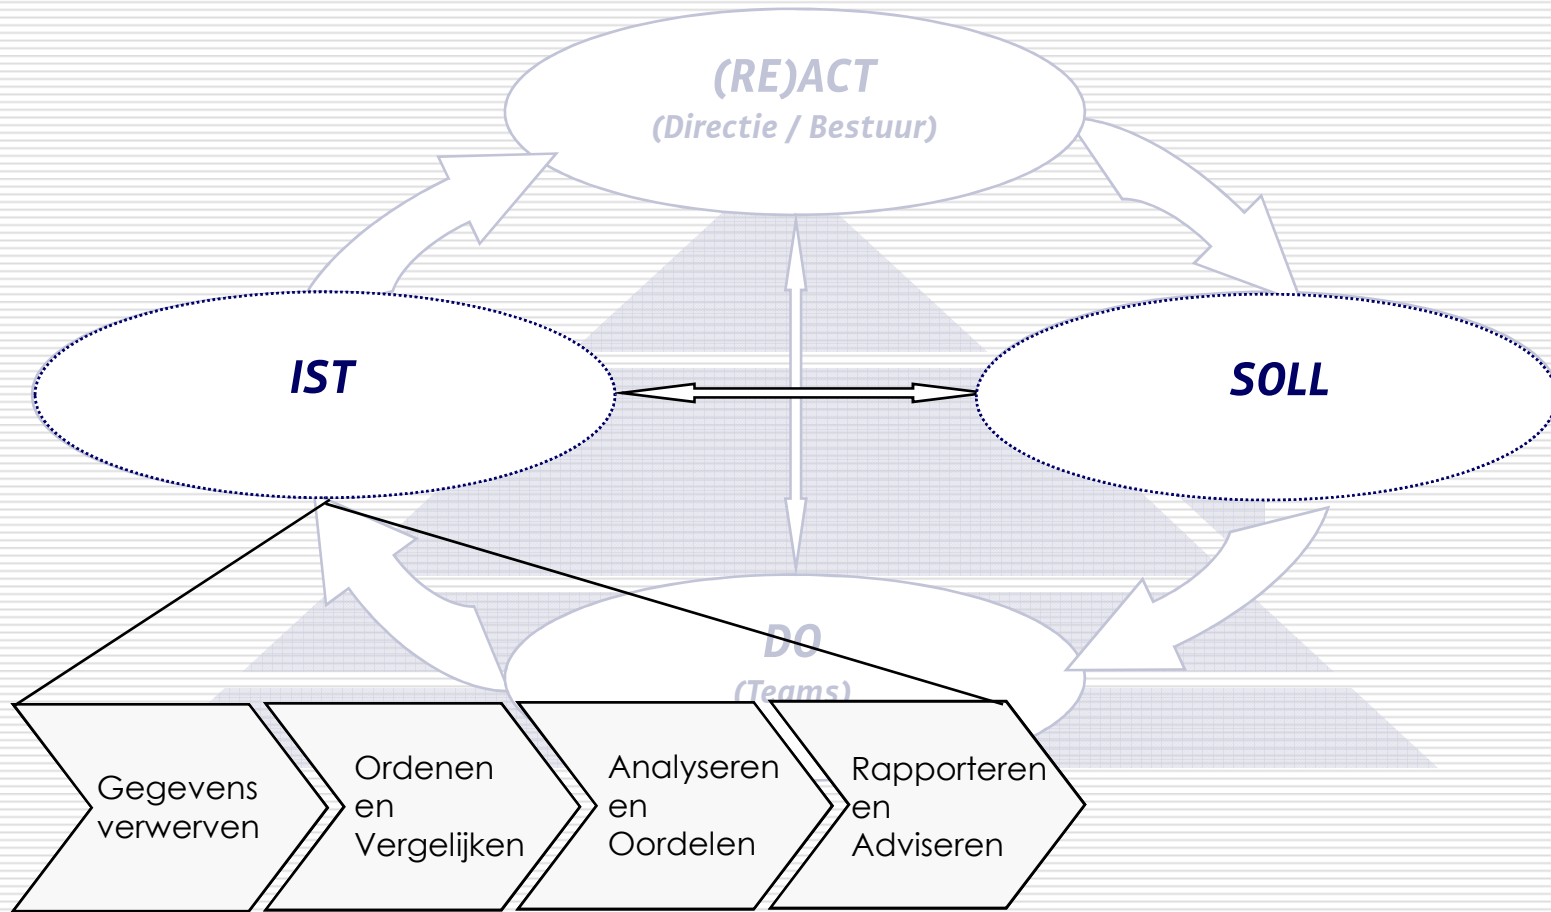 (RE)ACT
(Directie / Bestuur)
IST
SOLL
DO
(Teams)
Gegevens
verwerven
Ordenen
en
Vergelijken
Analyseren
en
Oordelen
Rapporteren
en
Adviseren